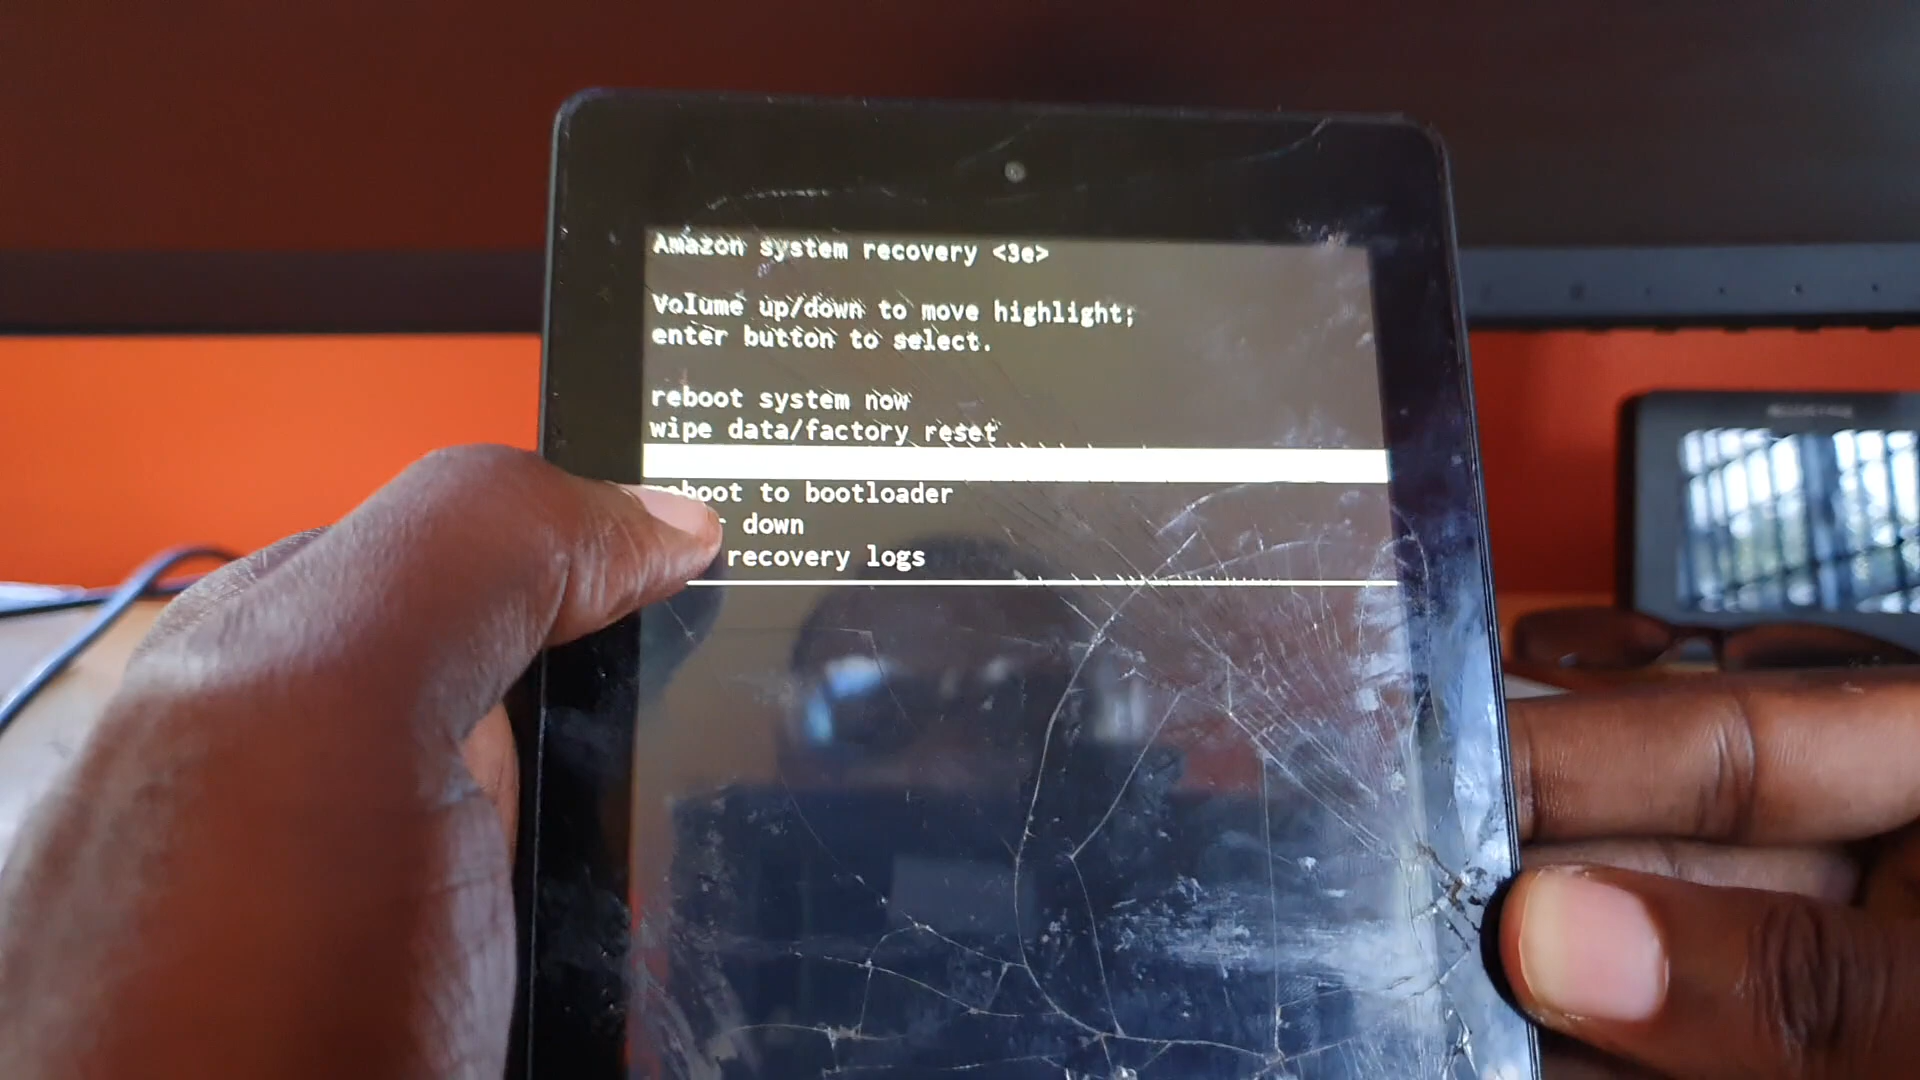 Amazon system recovery <3e>
Volume up/down to move highlight;
enter button to select.
reboot system now
wipe data/factory reset
reboot to bootloader
down
recovery logs